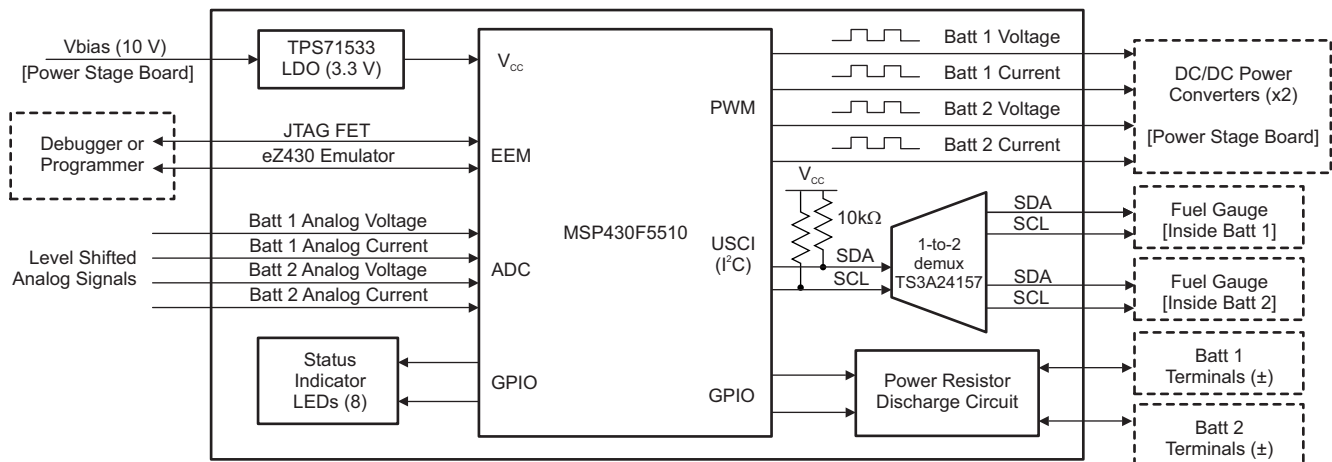 Vbias (10 V)
[Power Stage Board]
TPS71533
LDO (3.3 V)
Debugger or
Programmer
JTAG FET
eZ430 Emulator
Level Shifted
Analog Signals
Batt 1 Analog Voltage
Batt 1 Analog Current
Batt 2 Analog Voltage
Batt 2 Analog Current
Status
Indicator
LEDs (8)
VCC
EEM
ADC
GPIO
MSP430F5510
PWM
USCI
(I²C)
GPIO
Batt 1 Voltage
Batt 1 Current
Batt 2 Voltage
Batt 2 Current
DC/DC Power
Converters (x2)
[Power Stage Board]
VCC
10kΩ
SDA
SCL
1-to-2
demux
TS3A24157
SDA
SCL
SDA
SCL
Fuel Gauge
[Inside Batt 1]
Fuel Gauge
[Inside Batt 2]
Power Resistor
Discharge Circuit
Batt 1
Terminals (±)
Batt 2
Terminals (±)